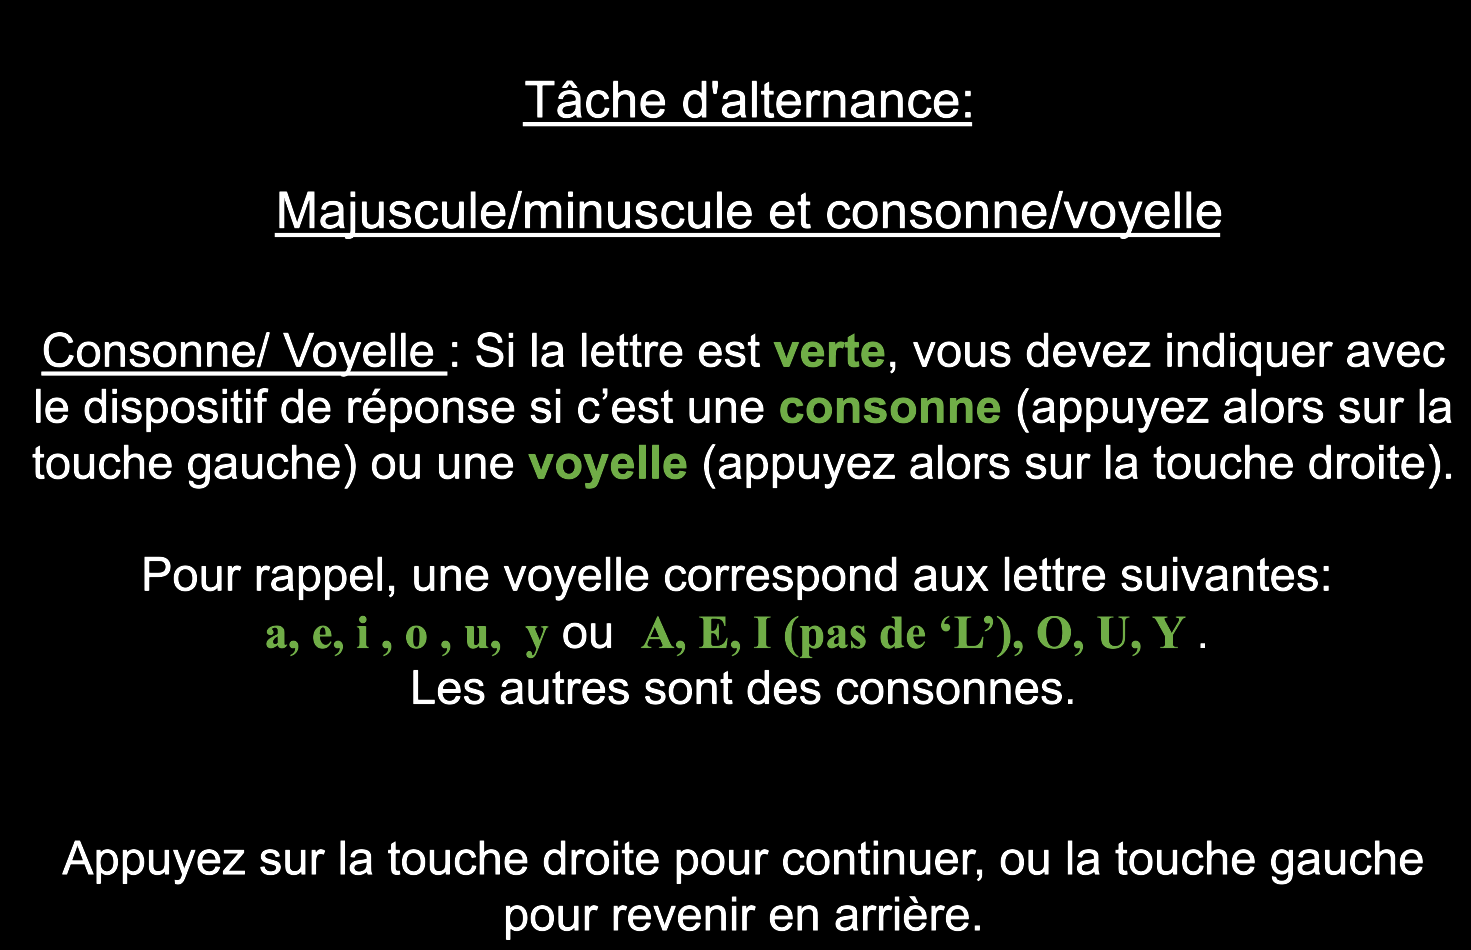 Tâche d'alternance:
Majuscule/minuscule et consonne/voyelle
Consonne/ Voyelle : Si la lettre est verte, vous devez indiquer avec
le dispositif de réponse si c’est une consonne (appuyez alors sur la
touche gauche) ou une voyelle (appuyez alors sur la touche droite).
Pour rappel, une voyelle correspond aux lettre suivantes:
a, e, i , o , u, y ou A, E, I (pas de ‘L’), O, U, Y .
Les autres sont des consonnes.
Appuyez sur la touche droite pour continuer, ou la touche gauche
pour revenir en arrière.